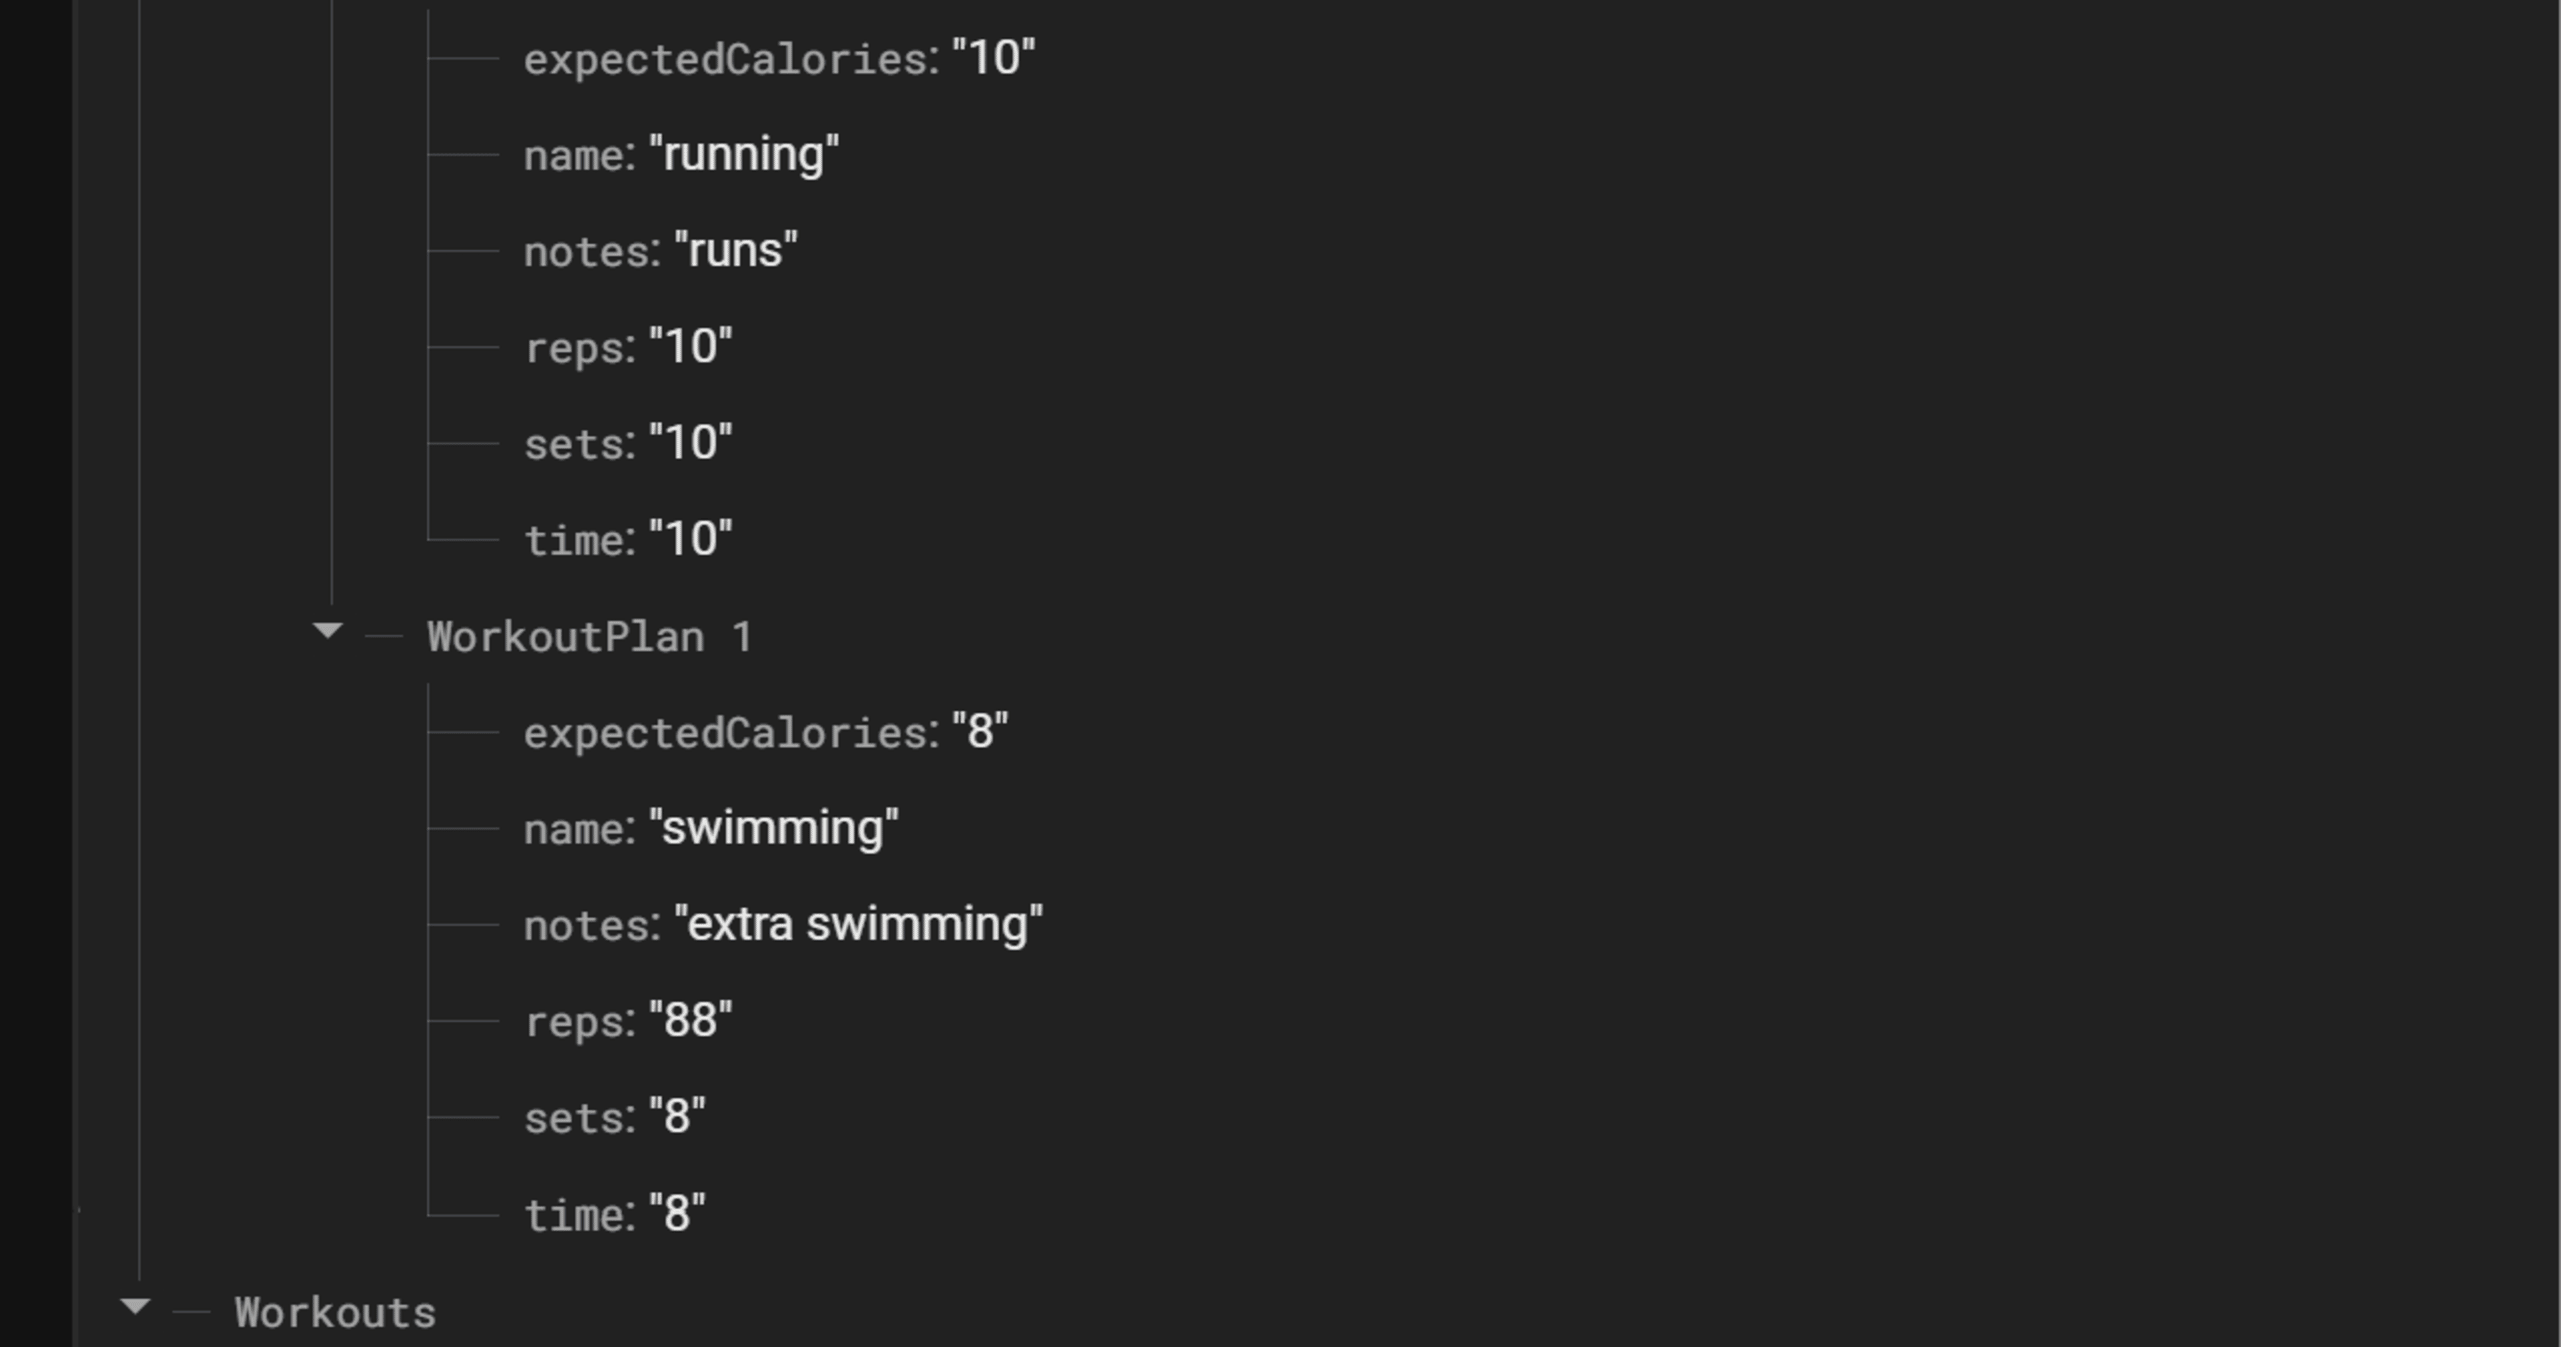 expectedCalories: "10"
name: "running"
notes: "runs"
reps: "10"
sets: "10"
time: "10"
WorkoutPlan 1
expectedCalories: "8"
name: "swimming"
notes: "extra swimming"
reps: "88"
sets: "8"
time: "8"
Workouts